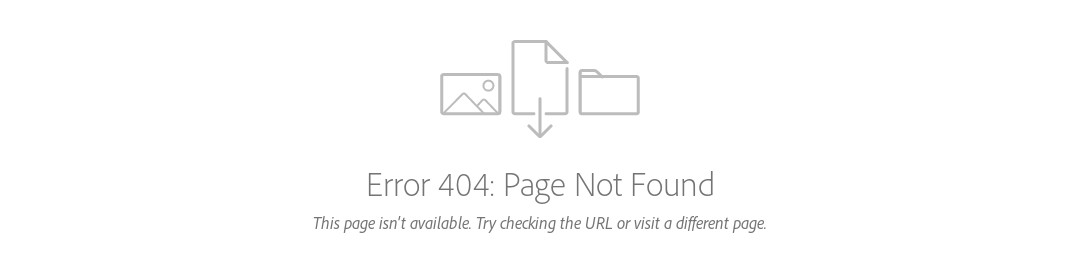 Error 404: Page Not Found
This page isn't available. Try checking the URL or visit a different page.